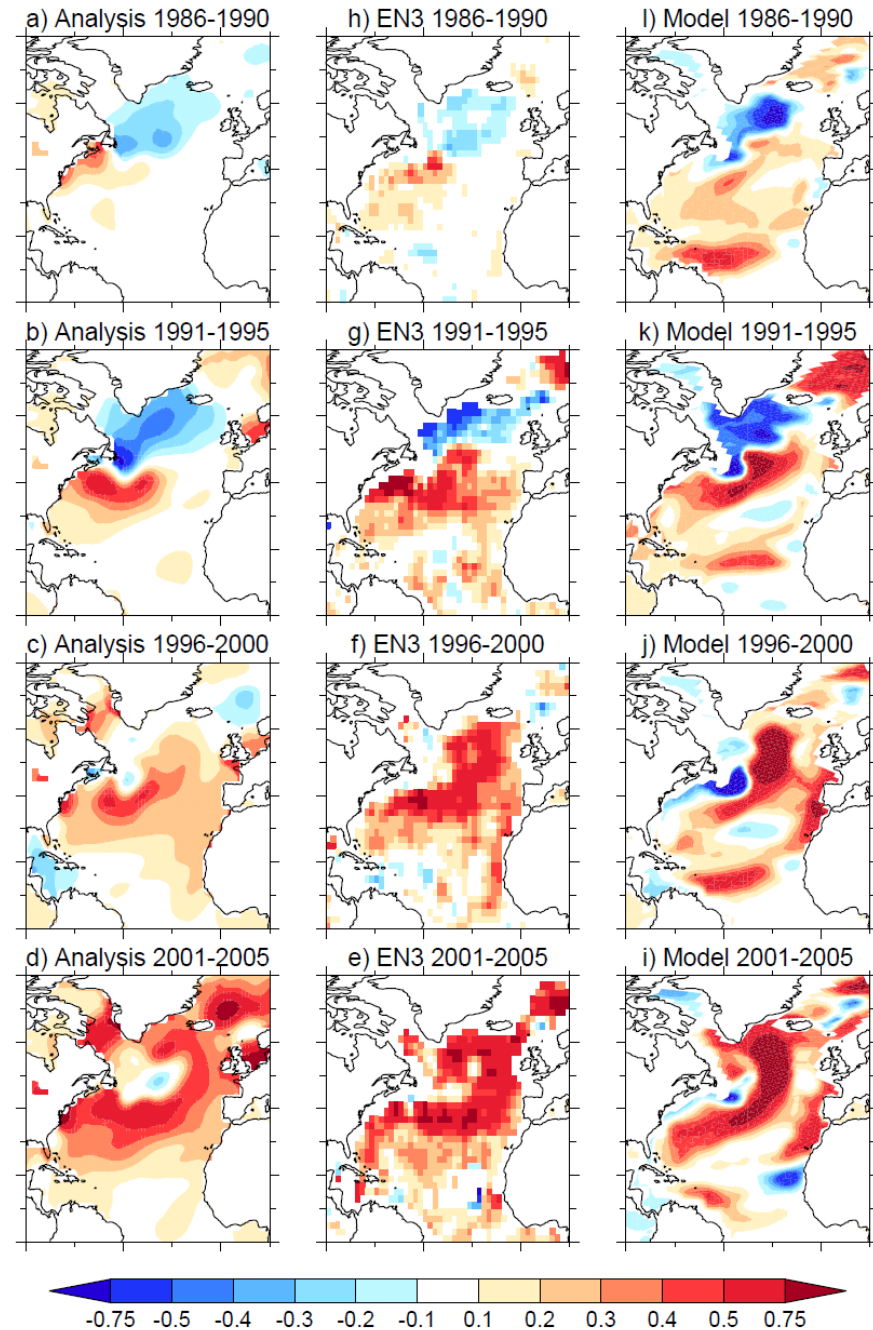 a) Analysis 1986-1990 h) EN3 1986-1990 l) Model 1986-1990
b) Analysis 1991-1995 g) EN3 1991-1995 k) Model 1991-1995
c) Analysis 1996-2000 f) EN3 1996-2000 j) Model 1996-2000
d) Analysis 2001-2005 e) EN3 2001-2005 i) Model 2001-2005
-0.75 -0.5 -0.4 -0.3 -0.2 -0.1 0.1 0.2 0.3 0.4 0.5 0.75